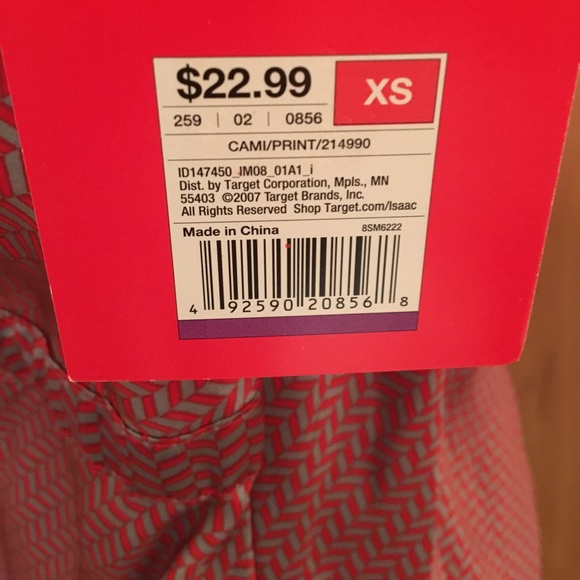 $22.99 XS
259 | 02 | 0856
CAMI/PRINT/214990
ID147450_IM08_01A1_i
Dist. by Target Corporation, Mpls., MN
55403 ©2007 Target Brands, Inc.
All Rights Reserved Shop Target.com/Isaac
Made in China 8SM6222
4 92590 20856 8